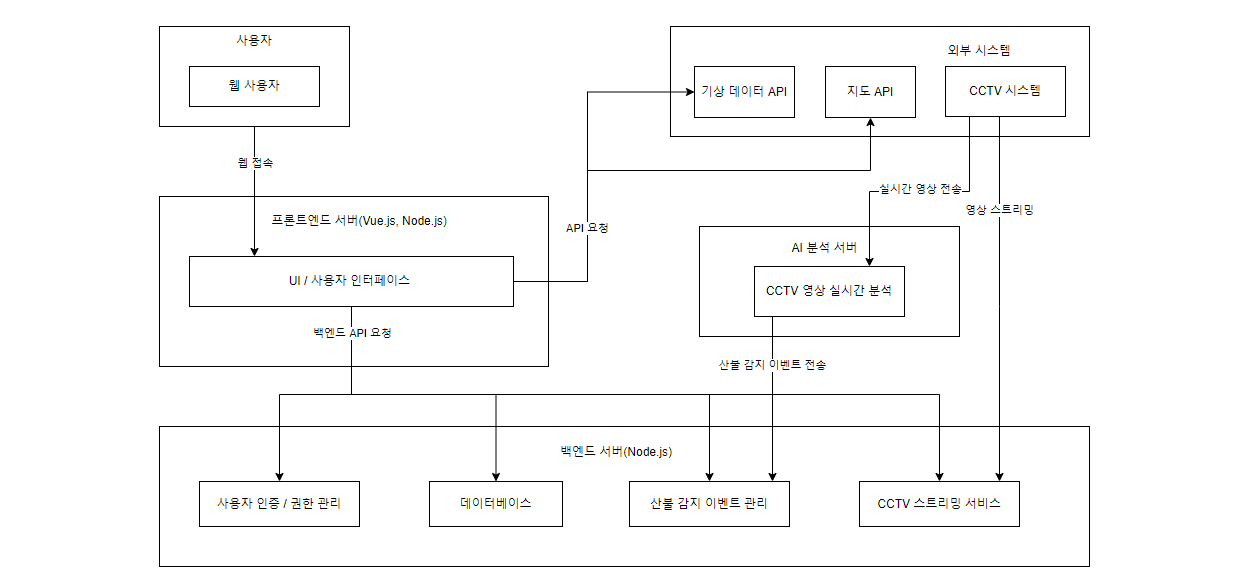 사용자
웹 사용자
외부 시스템
기상 데이터 API
지도 API
CCTV 시스템
웹 접속
실시간 영상 전송
영상 스트리밍
프론트엔드 서버(Vue.js, Node.js)
API 요청
AI 분석 서버
UI / 사용자 인터페이스
CCTV 영상 실시간 분석
백엔드 API 요청
산불 감지 이벤트 전송
백엔드 서버(Node.js)
사용자 인증 / 권한 관리
데이터베이스
산불 감지 이벤트 관리
CCTV 스트리밍 서비스